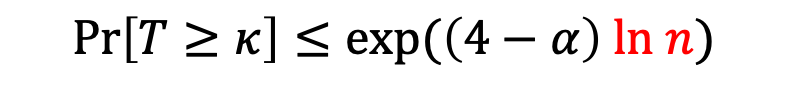 Pr[𝑇 ≥ 𝜅] ≤ exp((4 − 𝛼) ln 𝑛)